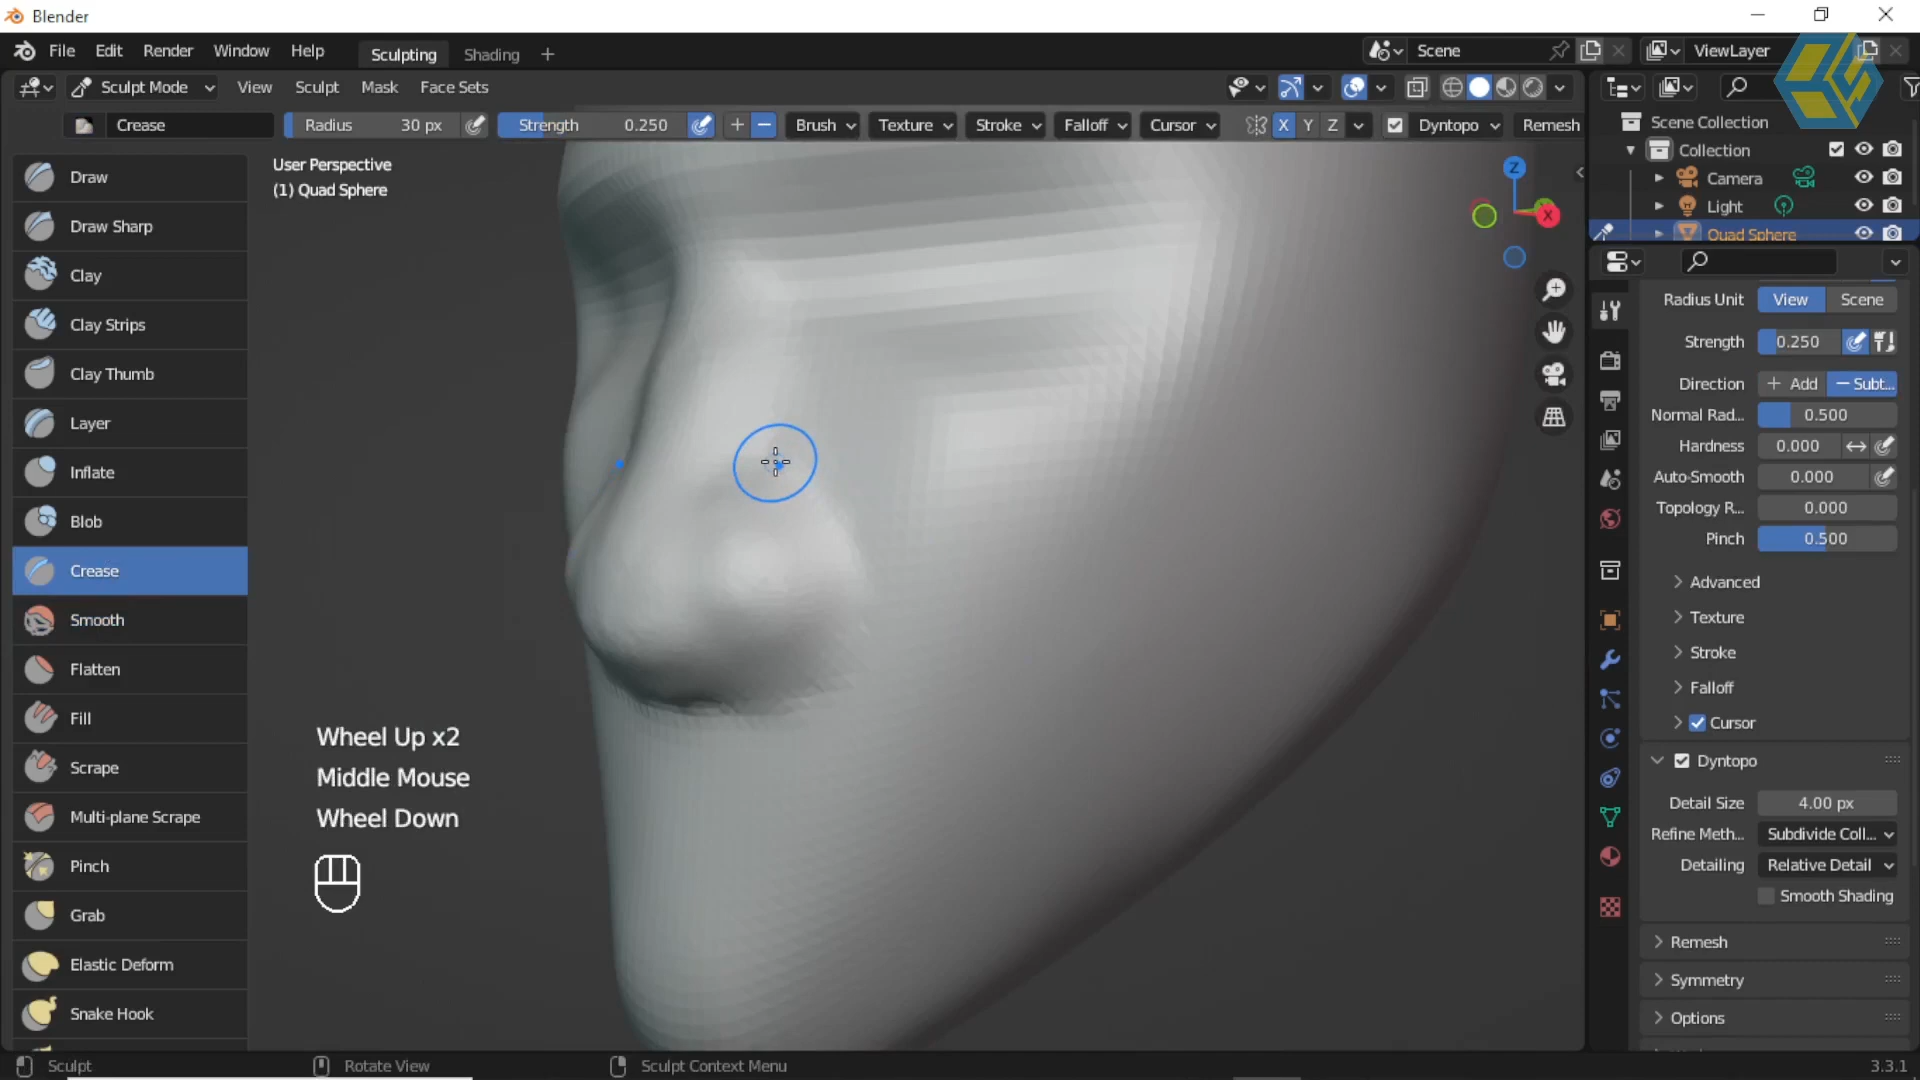 Blender
File Edit Render Window Help Sculpting Shading + Scene ViewLayer
Sculpt Mode View Sculpt Mask Face Sets
Crease Radius 30 px Strength 0.250 Brush Texture Stroke Falloff Cursor X Y Z Dyntopo Remesh
Draw
Draw Sharp
Clay
Clay Strips
Clay Thumb
Layer
Inflate
Blob
Crease
Smooth
Flatten
Fill
Scrape
Multi-plane Scrape
Pinch
Grab
Elastic Deform
Snake Hook
User Perspective
(1) Quad Sphere
Z
X
Wheel Up x2
Middle Mouse
Wheel Down
Scene Collection
Collection
Camera
Light
Quad Sphere
Radius Unit View Scene
Strength 0.250
Direction + Add − Subt...
Normal Rad... 0.500
Hardness 0.000
Auto-Smooth 0.000
Topology R... 0.000
Pinch 0.500
Advanced
Texture
Stroke
Falloff
Cursor
Dyntopo
Detail Size 4.00 px
Refine Meth... Subdivide Coll...
Detailing Relative Detail
Smooth Shading
Remesh
Symmetry
Options
Sculpt Rotate View Sculpt Context Menu 3.3.1